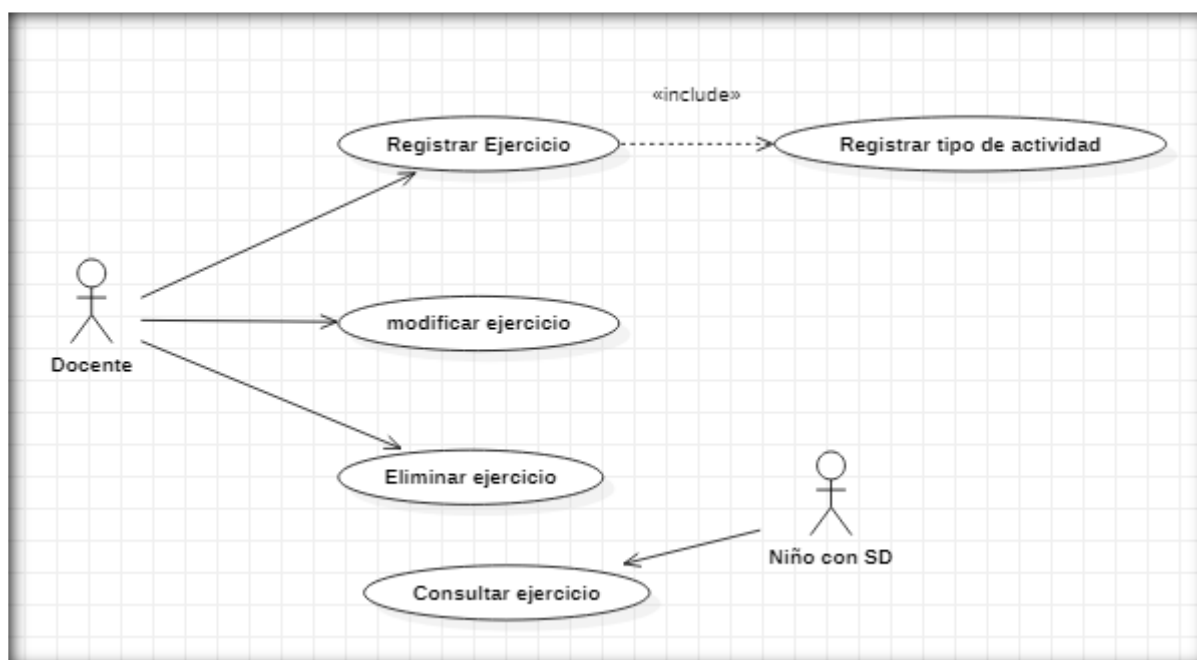 «include»
Registrar Ejercicio
Registrar tipo de actividad
modificar ejercicio
Docente
Eliminar ejercicio
Niño con SD
Consultar ejercicio